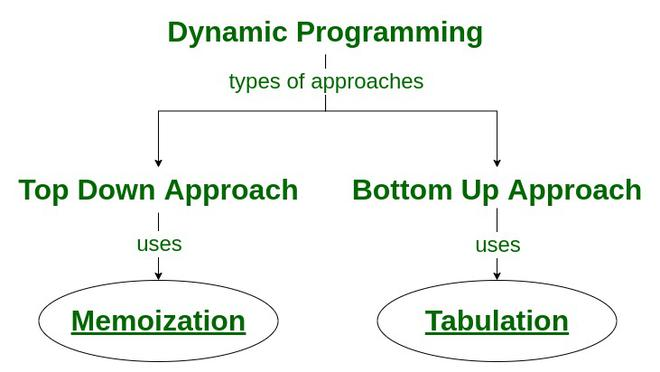 Dynamic Programming
types of approaches
Top Down Approach
Bottom Up Approach
uses
uses
Memoization
Tabulation